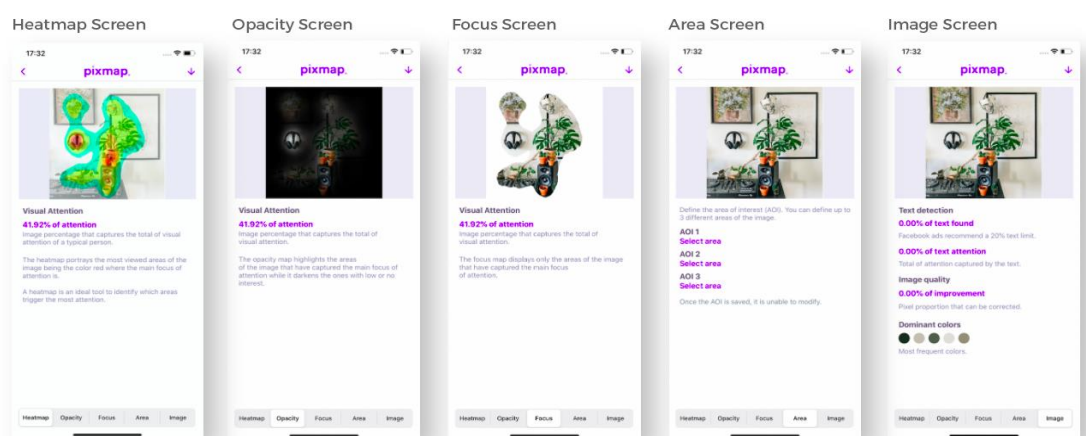 Heatmap Screen
17:32
pixmap.
Visual Attention
41.92% of attention
Image percentage that captures the total of visual
attention of a typical person.
The heatmap portrays the most viewed areas of the
image being the color red where the main focus of
attention is.
A heatmap is an ideal tool to identify which areas
trigger the most attention.
Heatmap Opacity Focus Area Image
Opacity Screen
17:32
pixmap.
Visual Attention
41.92% of attention
Image percentage that captures the total of
visual attention.
The opacity map highlights the areas
of the image that have captured the main focus of
attention while it darkens the ones with low or no
interest.
Heatmap Opacity Focus Area Image
Focus Screen
17:32
pixmap.
Visual Attention
41.92% of attention
Image percentage that captures the total of
visual attention.
The focus map displays only the areas of the image
that have captured the main focus
of attention.
Heatmap Opacity Focus Area Image
Area Screen
17:32
pixmap.
Define the area of interest (AOI). You can define up to
3 different areas of the image.
AOI 1
Select area
AOI 2
Select area
AOI 3
Select area
Once the AOI is saved, it is unable to modify.
Heatmap Opacity Focus Area Image
Image Screen
17:32
pixmap.
Text detection
0.00% of text found
Facebook ads recommend a 20% text limit.
0.00% of text attention
Total of attention captured by the text.
Image quality
0.00% of improvement
Pixel proportion that can be corrected.
Dominant colors
Most frequent colors.
Heatmap Opacity Focus Area Image